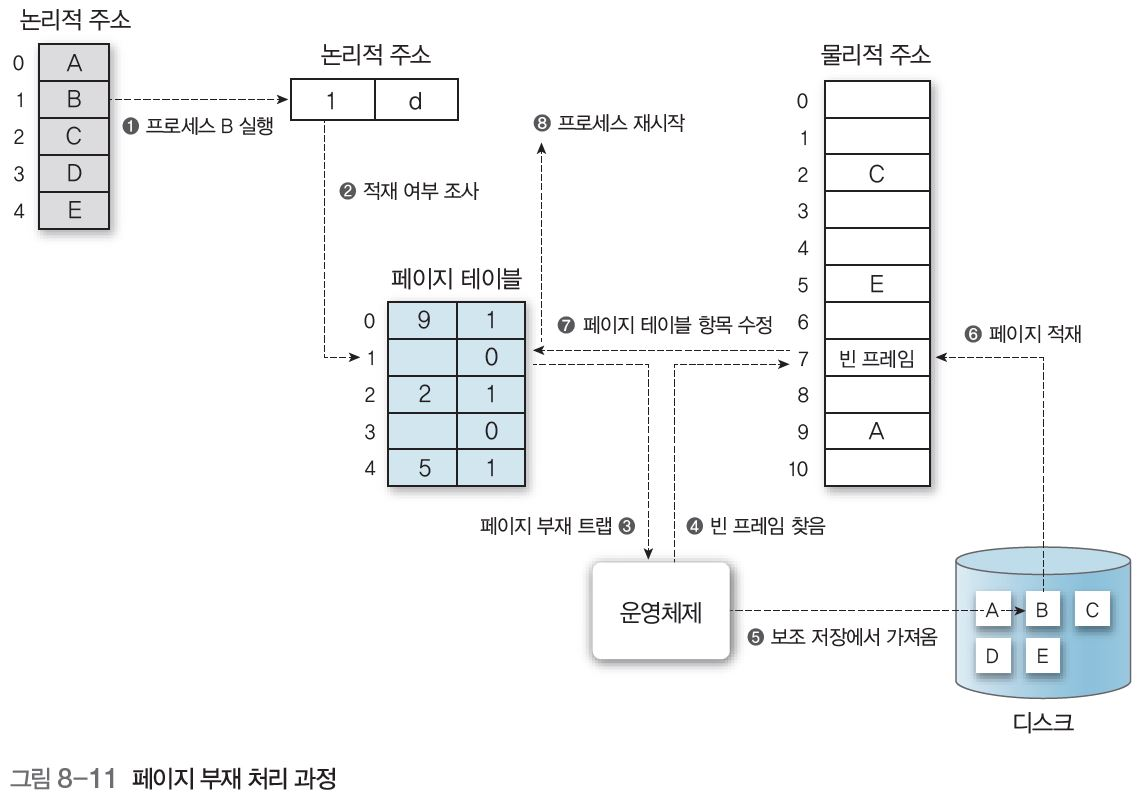 논리적 주소
0 A
1 B
2 C
3 D
4 E
❶ 프로세스 B 실행
논리적 주소
1 d
❷ 적재 여부 조사
❽ 프로세스 재시작
페이지 테이블
0 9 1
1 0
2 2 1
3 0
4 5 1
❼ 페이지 테이블 항목 수정
물리적 주소
0
1
2 C
3
4
5 E
6
7 빈 프레임
8
9 A
10
❻ 페이지 적재
페이지 부재 트랩 ❸
❹ 빈 프레임 찾음
운영체제
❺ 보조 저장에서 가져옴
A B C
D E
디스크
그림 8-11 페이지 부재 처리 과정